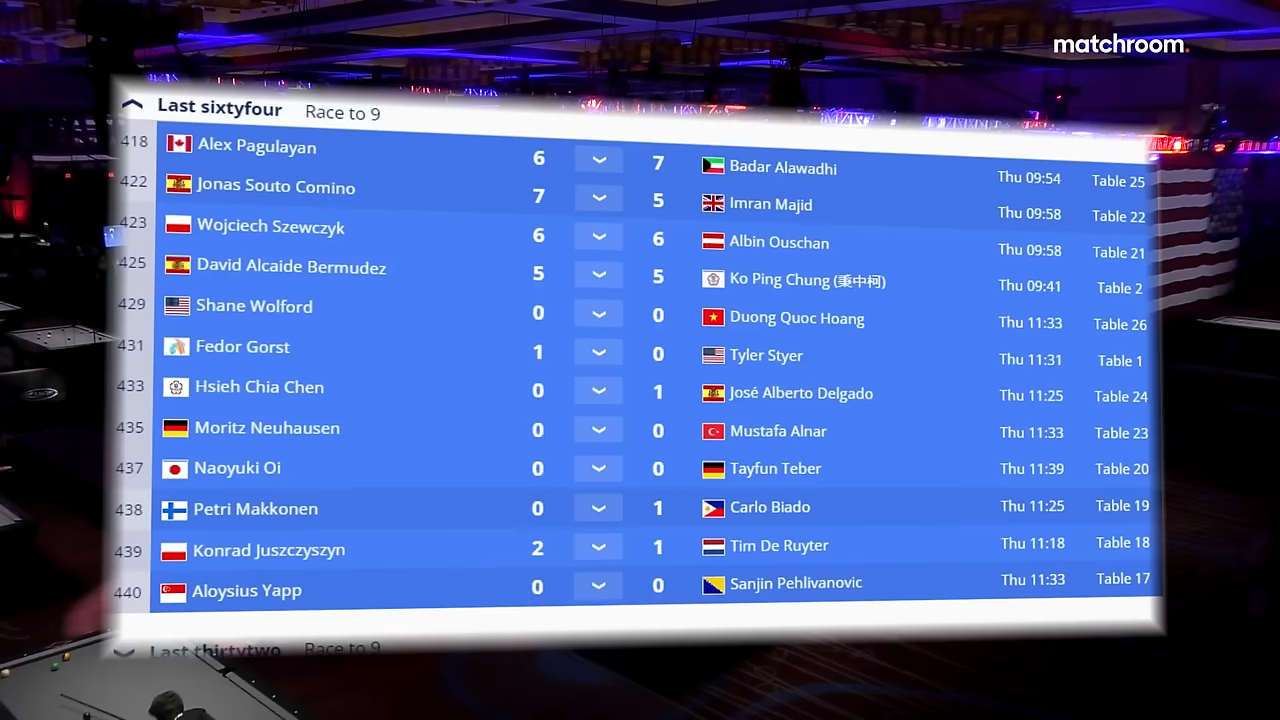 matchroom.
Last sixtyfour Race to 9
418 Alex Pagulayan 6 7 Badar Alawadhi Thu 09:54 Table 25
422 Jonas Souto Comino 7 5 Imran Majid Thu 09:58 Table 22
423 Wojciech Szewczyk 6 6 Albin Ouschan Thu 09:58 Table 21
425 David Alcaide Bermudez 5 5 Ko Ping Chung (秉中柯) Thu 09:41 Table 2
429 Shane Wolford 0 0 Duong Quoc Hoang Thu 11:33 Table 26
431 Fedor Gorst 1 0 Tyler Styer Thu 11:31 Table 1
433 Hsieh Chia Chen 0 1 José Alberto Delgado Thu 11:25 Table 24
435 Moritz Neuhausen 0 0 Mustafa Alnar Thu 11:33 Table 23
437 Naoyuki Oi 0 0 Tayfun Teber Thu 11:39 Table 20
438 Petri Makkonen 0 1 Carlo Biado Thu 11:25 Table 19
439 Konrad Juszczyszyn 2 1 Tim De Ruyter Thu 11:18 Table 18
440 Aloysius Yapp 0 0 Sanjin Pehlivanovic Thu 11:33 Table 17
Last thirtytwo Race to 9